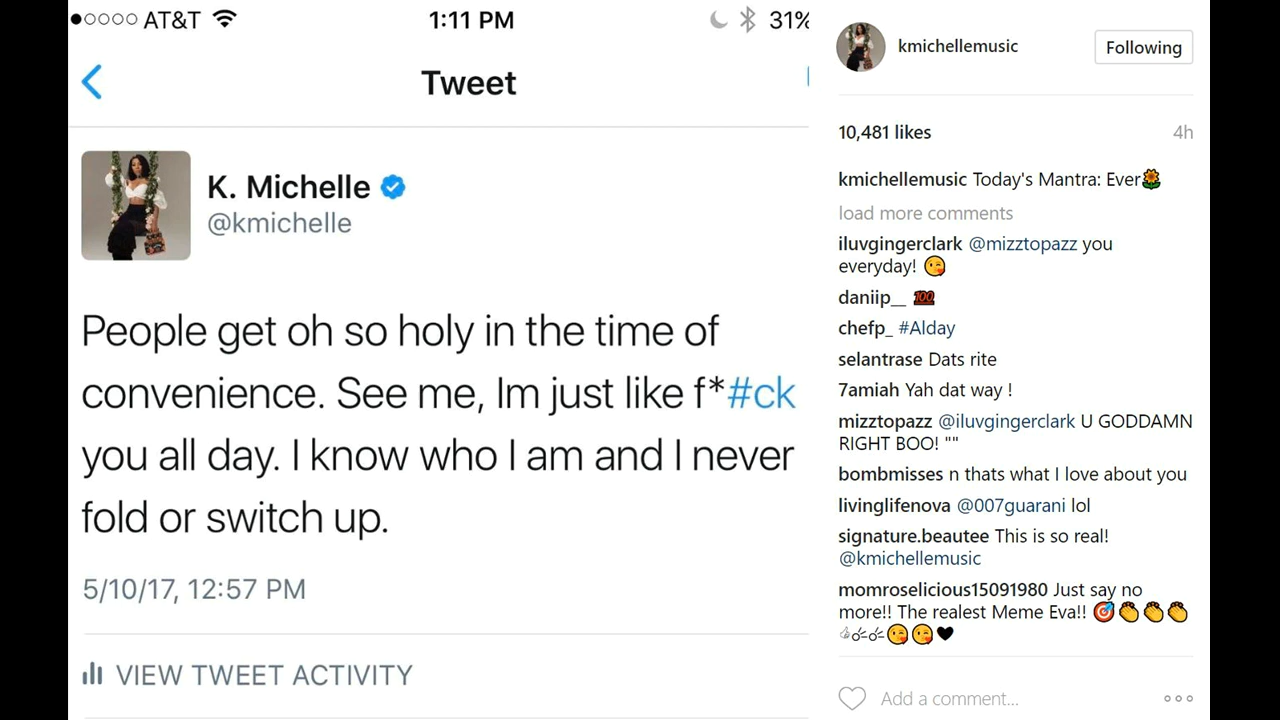 AT&T
1:11 PM
31%
Tweet
K. Michelle
@kmichelle
People get oh so holy in the time of
convenience. See me, Im just like f*#ck
you all day. I know who I am and I never
fold or switch up.
5/10/17, 12:57 PM
VIEW TWEET ACTIVITY
kmichellemusic
Following
10,481 likes
4h
kmichellemusic Today's Mantra: Ever🌻
load more comments
iluvgingerclark @mizztopazz you
everyday! 😘
daniip__ 💯
chefp_ #Alday
selantrase Dats rite
7amiah Yah dat way !
mizztopazz @iluvgingerclark U GODDAMN
RIGHT BOO! ""
bombmisses n thats what I love about you
livinglifenova @007guarani lol
signature.beautee This is so real!
@kmichellemusic
momroselicious15091980 Just say no
more!! The realest Meme Eva!! 🎯👏👏👏
😘😘🖤
Add a comment...